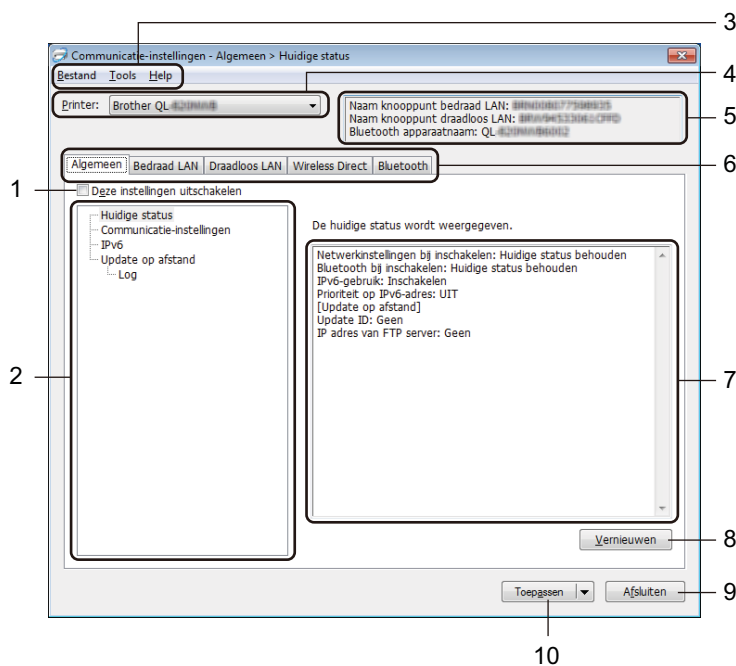 3
Communicatie-instellingen - Algemeen > Huidige status
Bestand Tools Help
4
Printer: Brother QL-
Naam knooppunt bedraad LAN:
Naam knooppunt draadloos LAN:
Bluetooth apparaatnaam: QL-
5
Algemeen Bedraad LAN Draadloos LAN Wireless Direct Bluetooth
6
1
Deze instellingen uitschakelen
Huidige status
Communicatie-instellingen
IPv6
Update op afstand
Log
2
De huidige status wordt weergegeven.
Netwerkinstellingen bij inschakelen: Huidige status behouden
Bluetooth bij inschakelen: Huidige status behouden
IPv6-gebruik: Inschakelen
Prioriteit op IPv6-adres: UIT
[Update op afstand]
Update ID: Geen
IP adres van FTP server: Geen
7
Vernieuwen
8
Toepassen
Afsluiten
9
10